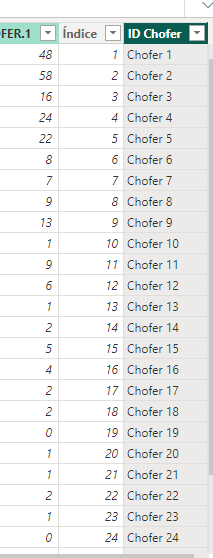 OFER.1 Índice ID Chofer
48 1 Chofer 1
58 2 Chofer 2
16 3 Chofer 3
24 4 Chofer 4
22 5 Chofer 5
8 6 Chofer 6
7 7 Chofer 7
9 8 Chofer 8
13 9 Chofer 9
1 10 Chofer 10
9 11 Chofer 11
6 12 Chofer 12
1 13 Chofer 13
2 14 Chofer 14
5 15 Chofer 15
4 16 Chofer 16
2 17 Chofer 17
2 18 Chofer 18
0 19 Chofer 19
1 20 Chofer 20
1 21 Chofer 21
2 22 Chofer 22
1 23 Chofer 23
0 24 Chofer 24